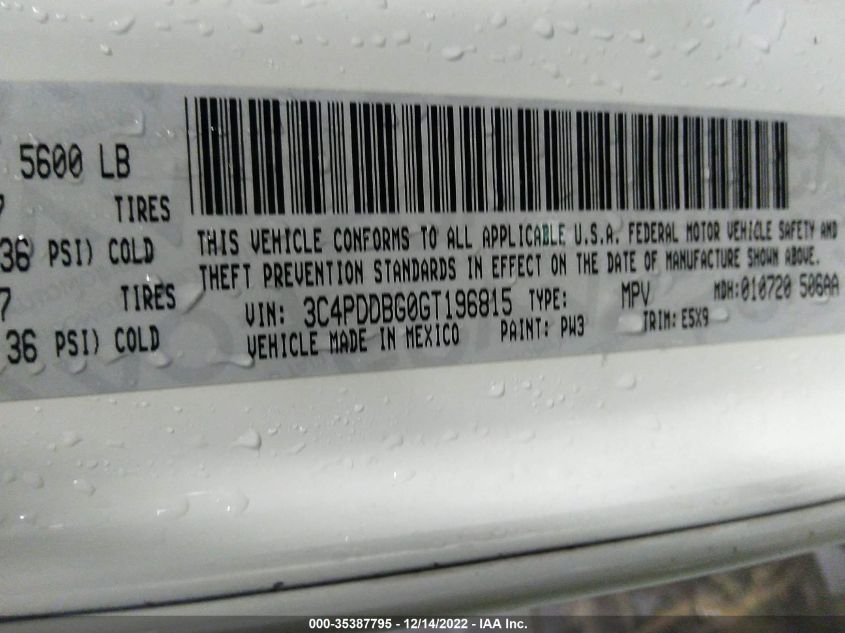 5600 LB
7 TIRES
36 PSI) COLD
7 TIRES
36 PSI) COLD
THIS VEHICLE CONFORMS TO ALL APPLICABLE U.S.A. FEDERAL MOTOR VEHICLE SAFETY AND
THEFT PREVENTION STANDARDS IN EFFECT ON THE DATE OF MANUFACTURE SHOWN ABOVE.
VIN: 3C4PDDBG0GT196815 TYPE: MPV MDH:010720 506AA
VEHICLE MADE IN MEXICO PAINT: PW3 TRIM: E5X9
000-35387795 - 12/14/2022 - IAA Inc.